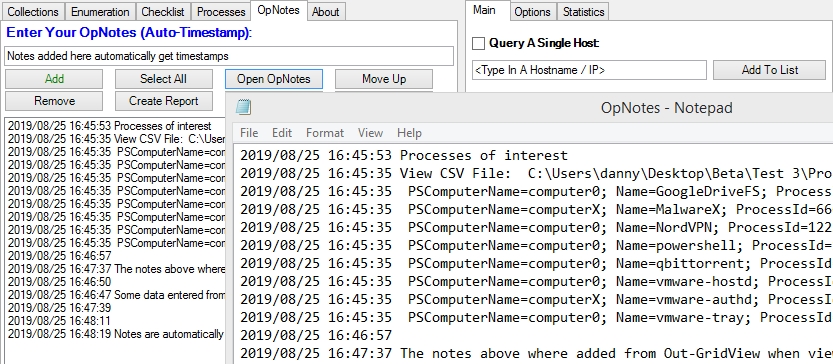 Collections Enumeration Checklist Processes OpNotes About
Enter Your OpNotes (Auto-Timestamp):
Notes added here automatically get timestamps
Add Select All Open OpNotes Move Up
Remove Create Report
2019/08/25 16:45:53 Processes of interest
2019/08/25 16:45:35 View CSV File:  C:\User
2019/08/25 16:45:35  PSComputerName=con
2019/08/25 16:45:35  PSComputerName=con
2019/08/25 16:45:35  PSComputerName=con
2019/08/25 16:45:35  PSComputerName=con
2019/08/25 16:45:35  PSComputerName=con
2019/08/25 16:45:35  PSComputerName=con
2019/08/25 16:45:35  PSComputerName=con
2019/08/25 16:45:35  PSComputerName=con
2019/08/25 16:46:57
2019/08/25 16:47:37 The notes above where
2019/08/25 16:46:50
2019/08/25 16:46:47 Some data entered from
2019/08/25 16:47:39
2019/08/25 16:48:11
2019/08/25 16:48:19 Notes are automatically
Main Options Statistics
Query A Single Host:
<Type In A Hostname / IP> Add To List
OpNotes - Notepad
File Edit Format View Help
2019/08/25 16:45:53 Processes of interest
2019/08/25 16:45:35 View CSV File:  C:\Users\danny\Desktop\Beta\Test 3\Pro
2019/08/25 16:45:35  PSComputerName=computer0; Name=GoogleDriveFS; Process
2019/08/25 16:45:35  PSComputerName=computerX; Name=MalwareX; ProcessId=66
2019/08/25 16:45:35  PSComputerName=computer0; Name=NordVPN; ProcessId=122
2019/08/25 16:45:35  PSComputerName=computer0; Name=powershell; ProcessId=
2019/08/25 16:45:35  PSComputerName=computer0; Name=qbittorrent; ProcessId
2019/08/25 16:45:35  PSComputerName=computer0; Name=vmware-hostd; ProcessI
2019/08/25 16:45:35  PSComputerName=computerX; Name=vmware-authd; ProcessI
2019/08/25 16:45:35  PSComputerName=computer0; Name=vmware-tray; ProcessId
2019/08/25 16:46:57
2019/08/25 16:47:37 The notes above where added from Out-GridView when view